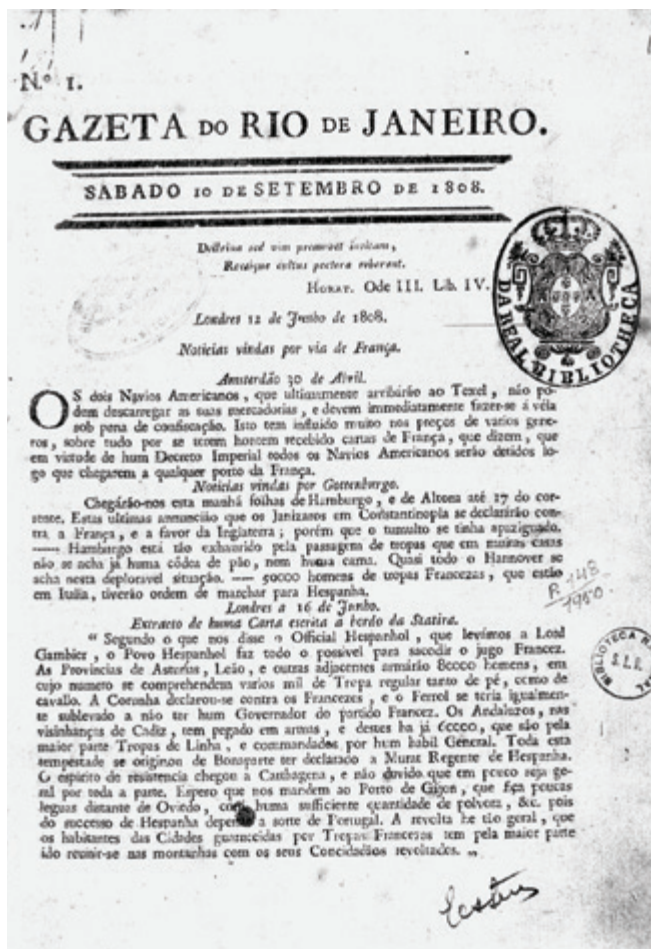 N.º 1.
GAZETA DO RIO DE JANEIRO.
SABADO 10 DE SETEMBRO DE 1808.
Doctrina sed vim promovet insitam,
Rectique cultus pectora roborant.
HORAT. Ode III. Lib. IV.
Londres 12 de Junho de 1808.
Noticias vindas por via de França.
Amsterdão 30 de Abril.
OS dois Navios Americanos, que ultimamente arribárão ao Texel, não po-
dem descarregar as suas mercadorias, e devem immediatamente fazer-se á véla
sob pena de confiscação. Isto tem influido muito nos preços de varios gene-
ros, sobre tudo por se terem hontem recebido cartas de França, que dizem, que
em virtude de hum Decreto Imperial todos os Navios Americanos serão detidos lo-
go que chegarem a qualquer porto da França.
Noticias vindas por Gottenburgo.
Chegárão-nos esta manhã folhas de Hamburgo, e de Altona até 17 do cor-
rente. Estas ultimas annuncião que os Janizaros em Constantinopla se declarárão con-
tra a França, e a favor da Inglaterra; porém que o tumulto se tinha apaziguado.
—— Hamburgo está tão exhaurido pela passagem de tropas que em muitas casas
não se acha já huma códea de pão, nem huma cama. Quasi todo o Hannover se
acha nesta deploravel situação. —— 50000 homens de tropas Francezas, que estão
em Italia, tiverão ordem de marchar para Hespanha.
Londres a 16 de Junho.
Extracto de huma Carta escrita a bordo da Statira.
“ Segundo o que nos disse o Official Hespanhol, que levámos a Lord
Gambier, o Povo Hespanhol faz todo o possivel para sacodir o jugo Francez.
As Provincias de Asturias, Leão, e outras adjacentes armárão 80000 homens, em
cujo numero se comprehendem varios mil de Tropa regular tanto de pé, como de
cavallo. A Corunha declarou-se contra os Francezes, e o Ferrol se teria igualmen-
te sublevado a não ter hum Governador do partido Francez. Os Andaluzos, nas
visinhanças de Cadiz, tem pegado em armas, e destes ha já 60000, que são pela
maior parte Tropas de Linha, e commandados por hum habil General. Toda esta
tempestade se originou de Bonaparte ter declarado a Murat Regente de Hespanha.
O espirito de resistencia chegou a Carthagena, e não duvido que em pouco seja ge-
ral por toda a parte. Espero que nos mandem ao Porto de Gijon, que fica poucas
leguas distante de Oviedo, com huma sufficiente quantidade de polvora, &c. pois
do successo de Hespanha depende a sorte de Portugal. A revolta he tão geral, que
os habitantes das Cidades guarnecidas por Tropas Francezas tem pela maior parte
ido reunir-se nas montanhas com os seus Concidadãos revoltados. „
DA REAL BIBLIOTHECA